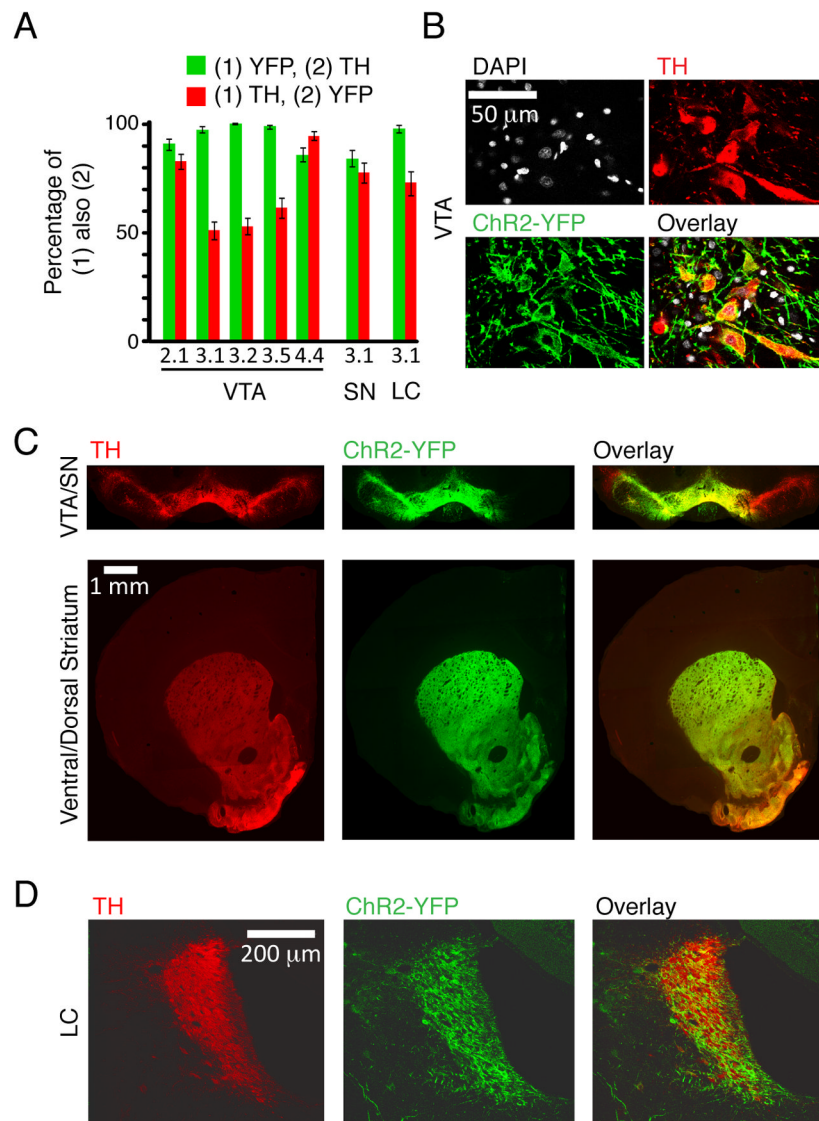 A
(1) YFP, (2) TH
(1) TH, (2) YFP
Percentage of
(1) also (2)
100
50
0
2.1 3.1 3.2 3.5 4.4 3.1 3.1
VTA SN LC
B
DAPI TH
50 μm
VTA
ChR2-YFP Overlay
C
TH ChR2-YFP Overlay
VTA/SN
1 mm
Ventral/Dorsal Striatum
D
TH ChR2-YFP Overlay
200 μm
LC